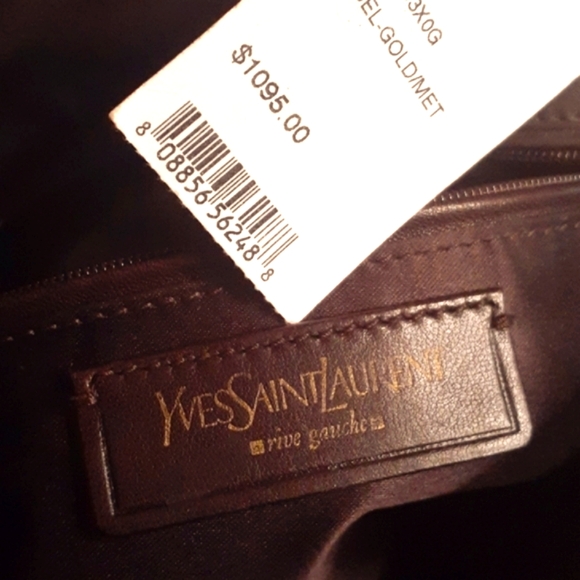 3X0G
EL-GOLD/MET
$1095.00
8 08856 56248 8
YVES SAINT LAURENT
rive gauche